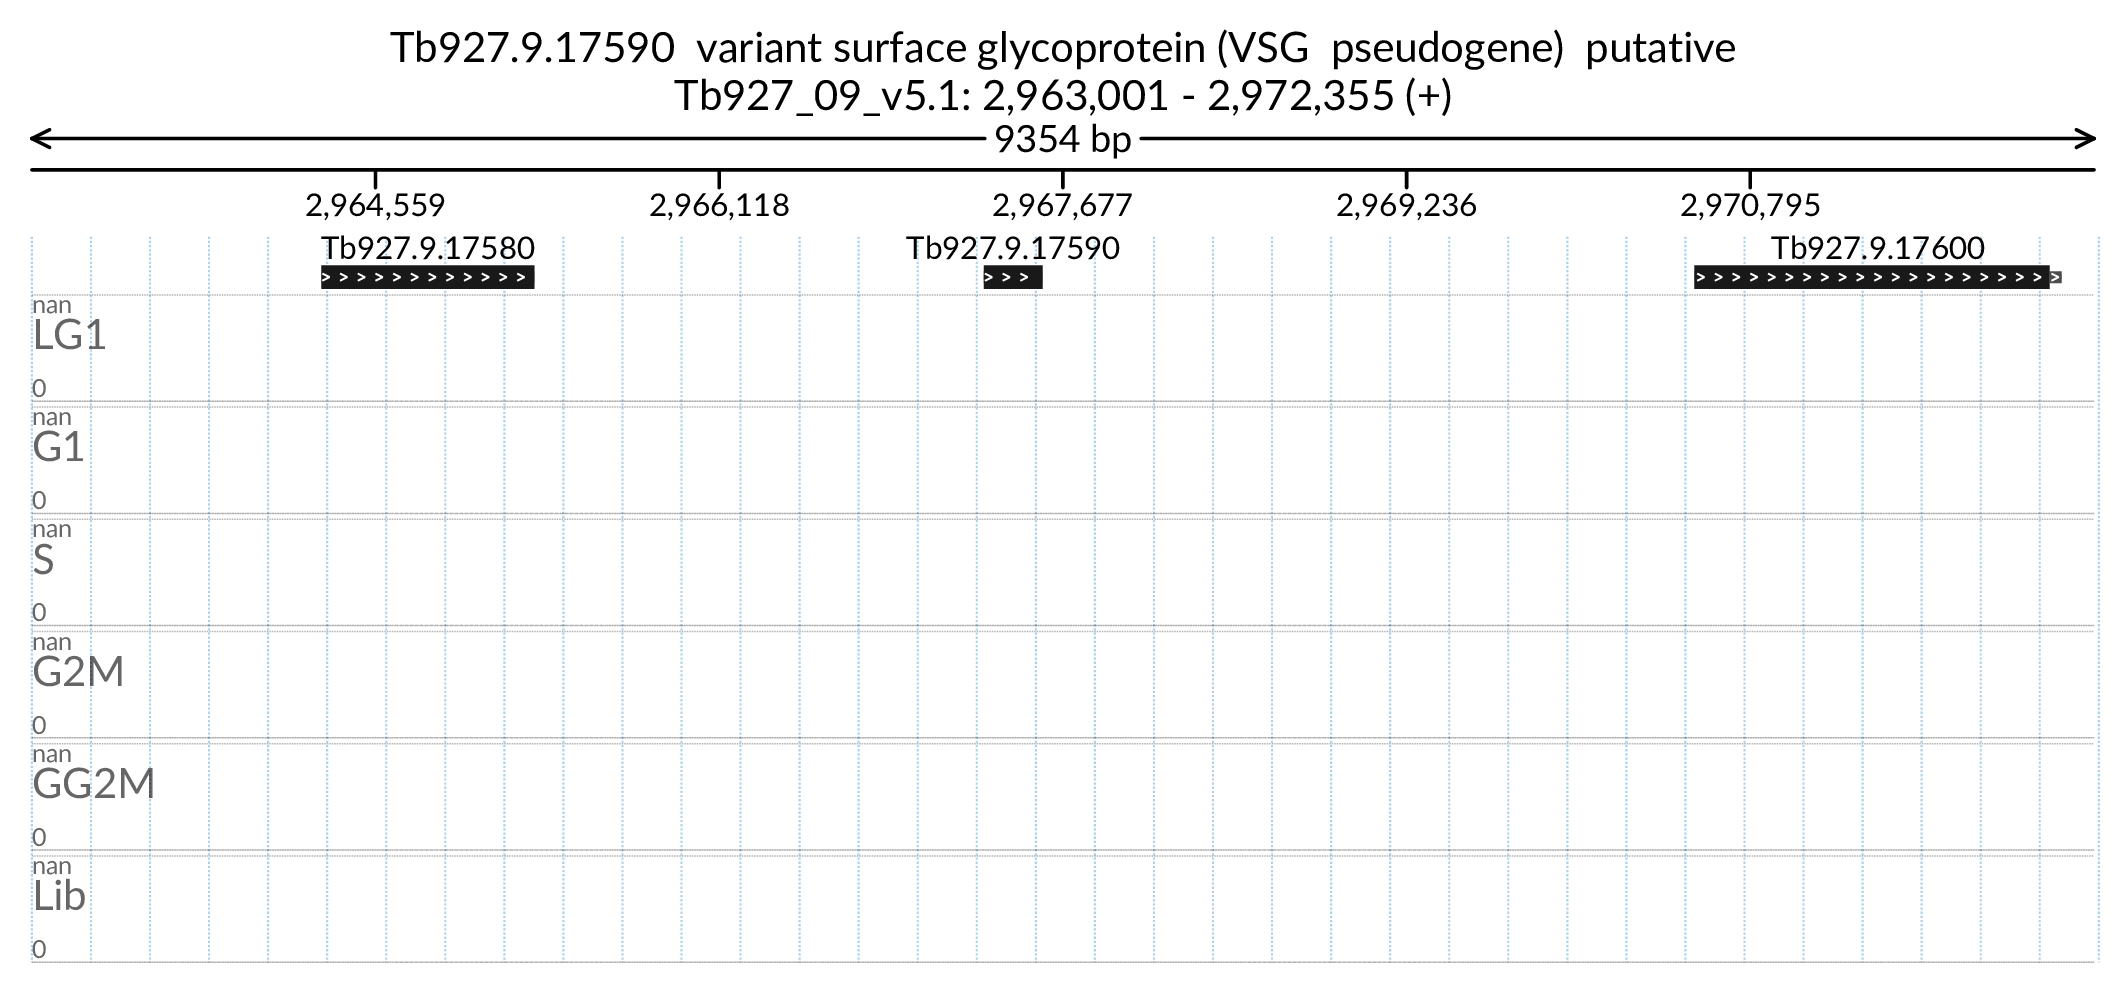 Tb927.9.17590  variant surface glycoprotein (VSG  pseudogene)  putative
Tb927_09_v5.1: 2,963,001 - 2,972,355 (+)
9354 bp
2,964,559 2,966,118 2,967,677 2,969,236 2,970,795
Tb927.9.17580 Tb927.9.17590 Tb927.9.17600
nan
LG1
0
nan
G1
0
nan
S
0
nan
G2M
0
nan
GG2M
0
nan
Lib
0